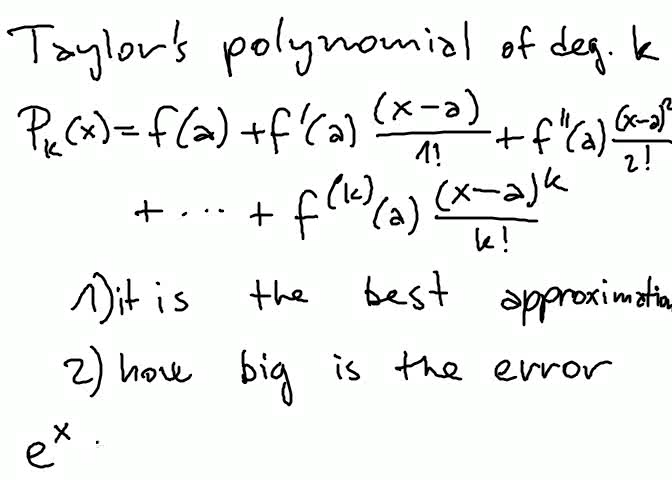 Taylor's polynomial of deg. k
P_k(x) = f(a) + f'(a) (x-a)/1! + f''(a) (x-a)^2/2!
+ ... + f^(k)(a) (x-a)^k/k!
1) it is the best approximation
2) how big is the error
e^x .